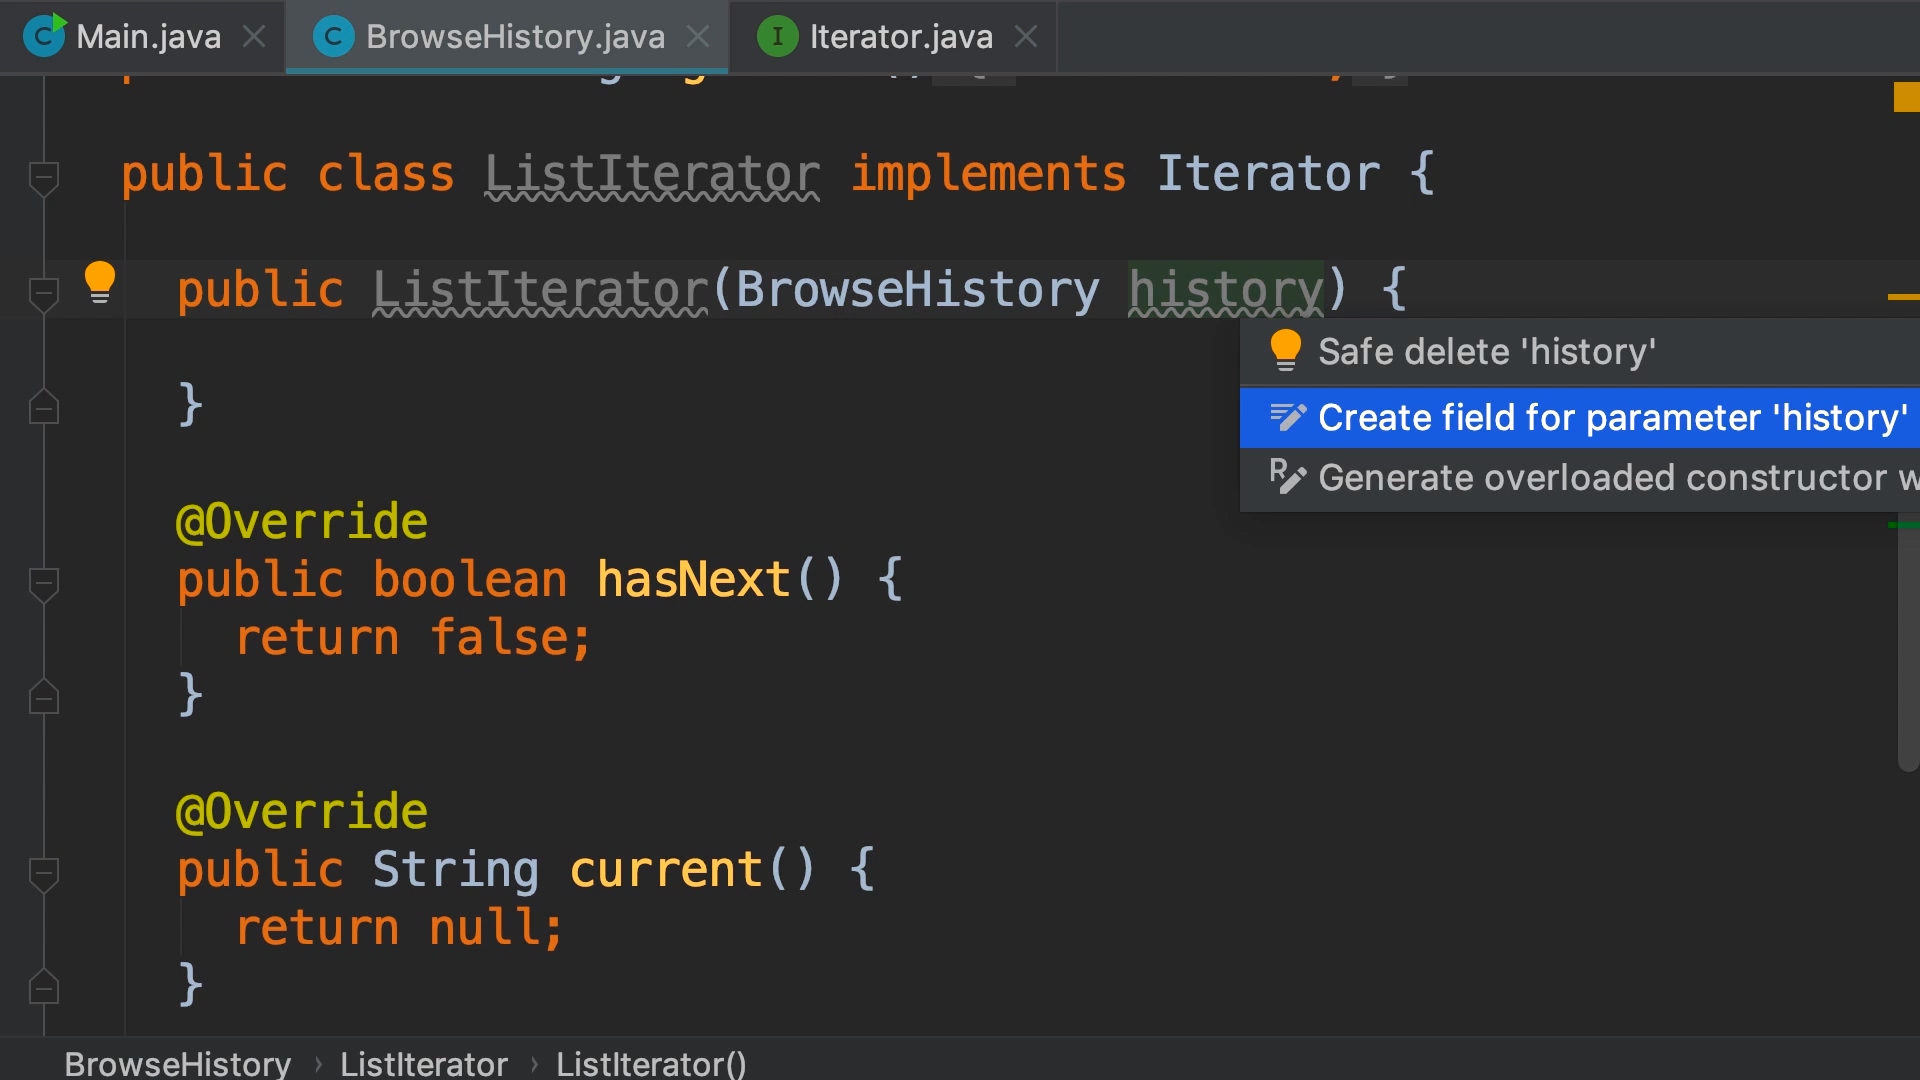 Main.java BrowseHistory.java Iterator.java
public class ListIterator implements Iterator {
public ListIterator(BrowseHistory history) {
Safe delete 'history'
Create field for parameter 'history'
Generate overloaded constructor
}
@Override
public boolean hasNext() {
return false;
}
@Override
public String current() {
return null;
}
BrowseHistory › ListIterator › ListIterator()